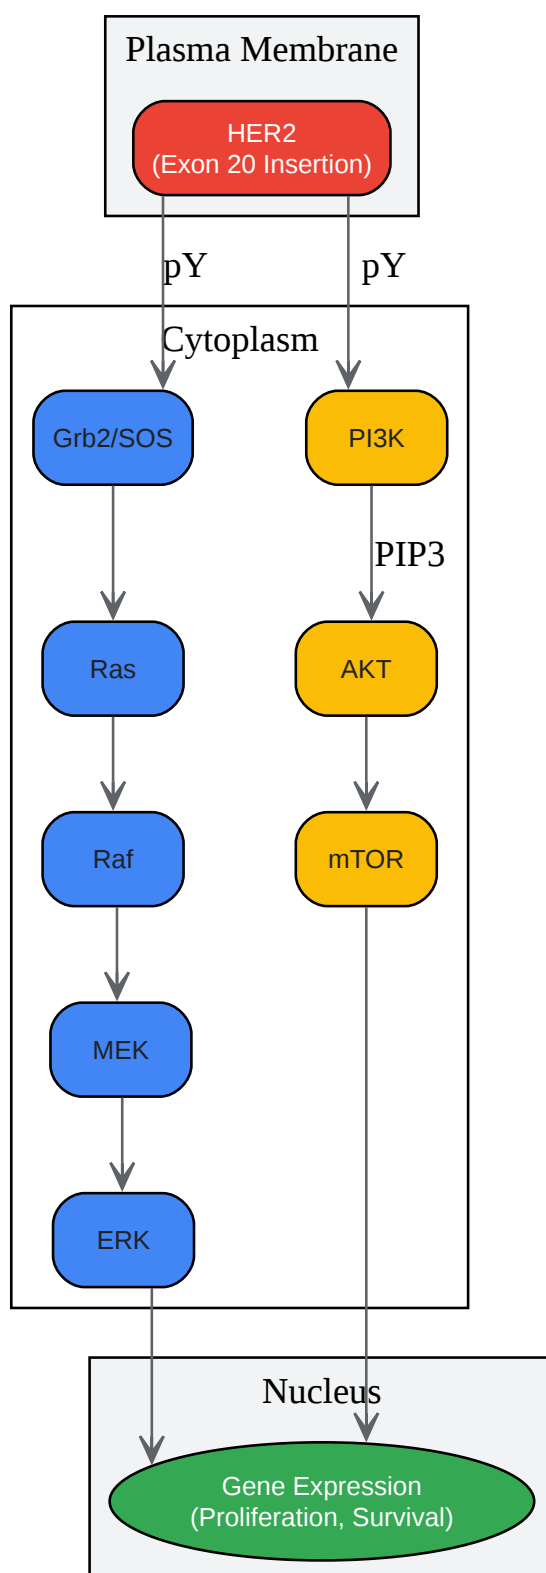 Plasma Membrane
HER2
(Exon 20 Insertion)
pY
pY
Cytoplasm
Grb2/SOS
PI3K
PIP3
Ras
AKT
Raf
mTOR
MEK
ERK
Nucleus
Gene Expression
(Proliferation, Survival)